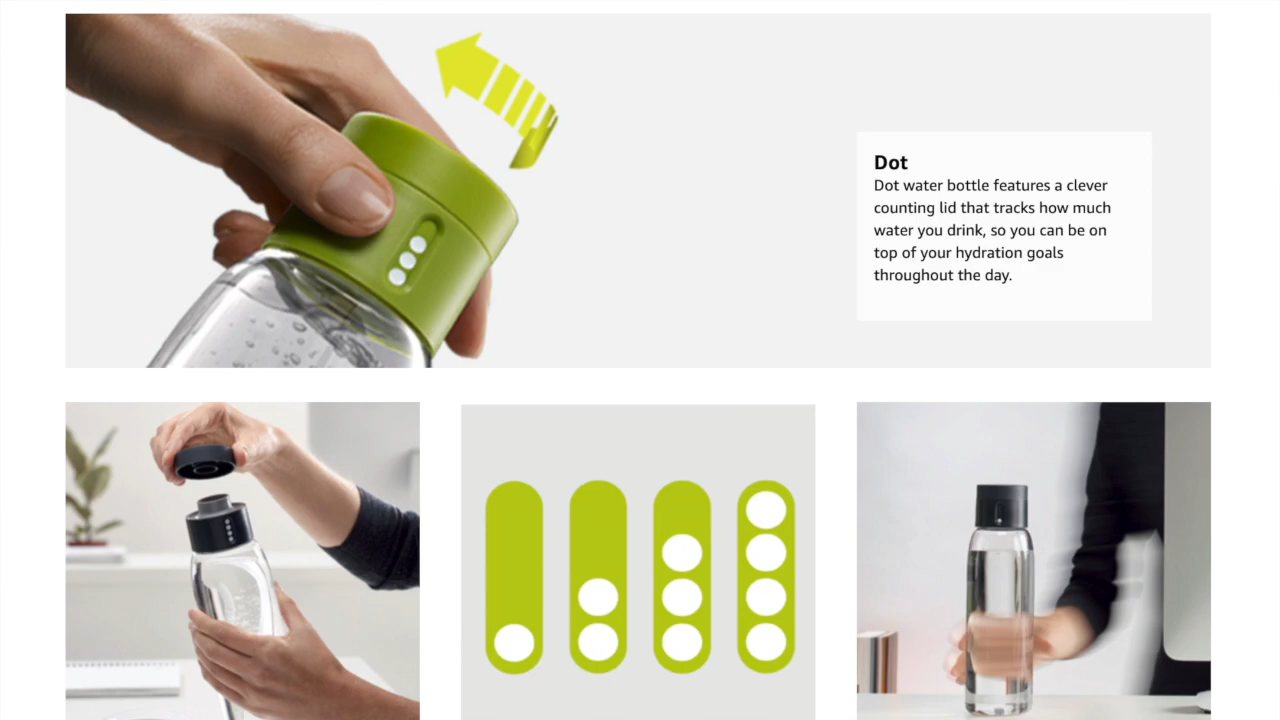 Dot
Dot water bottle features a clever
counting lid that tracks how much
water you drink, so you can be on
top of your hydration goals
throughout the day.